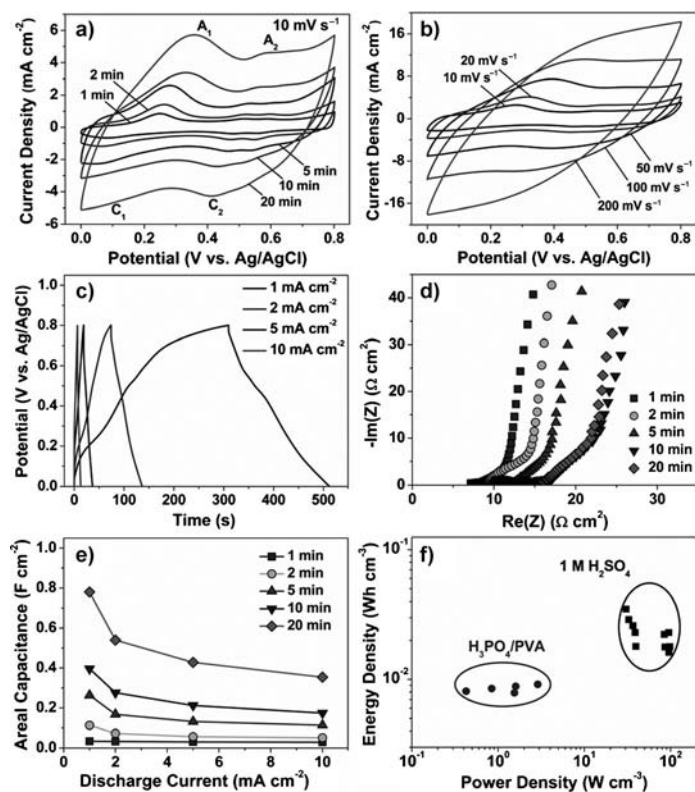 a)
A₁
10 mV s⁻¹
A₂
2 min
1 min
5 min
10 min
20 min
C₁
C₂
Current Density (mA cm⁻²)
6
4
2
0
-2
-4
-6
0.0 0.2 0.4 0.6 0.8
Potential (V vs. Ag/AgCl)
b)
20 mV s⁻¹
10 mV s⁻¹
50 mV s⁻¹
100 mV s⁻¹
200 mV s⁻¹
Current Density (mA cm⁻²)
16
8
0
-8
-16
0.0 0.2 0.4 0.6 0.8
Potential (V vs. Ag/AgCl)
c)
1 mA cm⁻²
2 mA cm⁻²
5 mA cm⁻²
10 mA cm⁻²
Potential (V vs. Ag/AgCl)
1.0
0.8
0.6
0.4
0.2
0.0
0 100 200 300 400 500
Time (s)
d)
1 min
2 min
5 min
10 min
20 min
-Im(Z) (Ω cm²)
40
30
20
10
0
0 10 20 30
Re(Z) (Ω cm²)
e)
1 min
2 min
5 min
10 min
20 min
Areal Capacitance (F cm⁻²)
1.0
0.8
0.6
0.4
0.2
0.0
0 2 4 6 8 10
Discharge Current (mA cm⁻²)
f)
1 M H₂SO₄
H₃PO₄/PVA
Energy Density (Wh cm⁻³)
10⁻¹
10⁻²
10⁻¹ 10⁰ 10¹ 10²
Power Density (W cm⁻³)